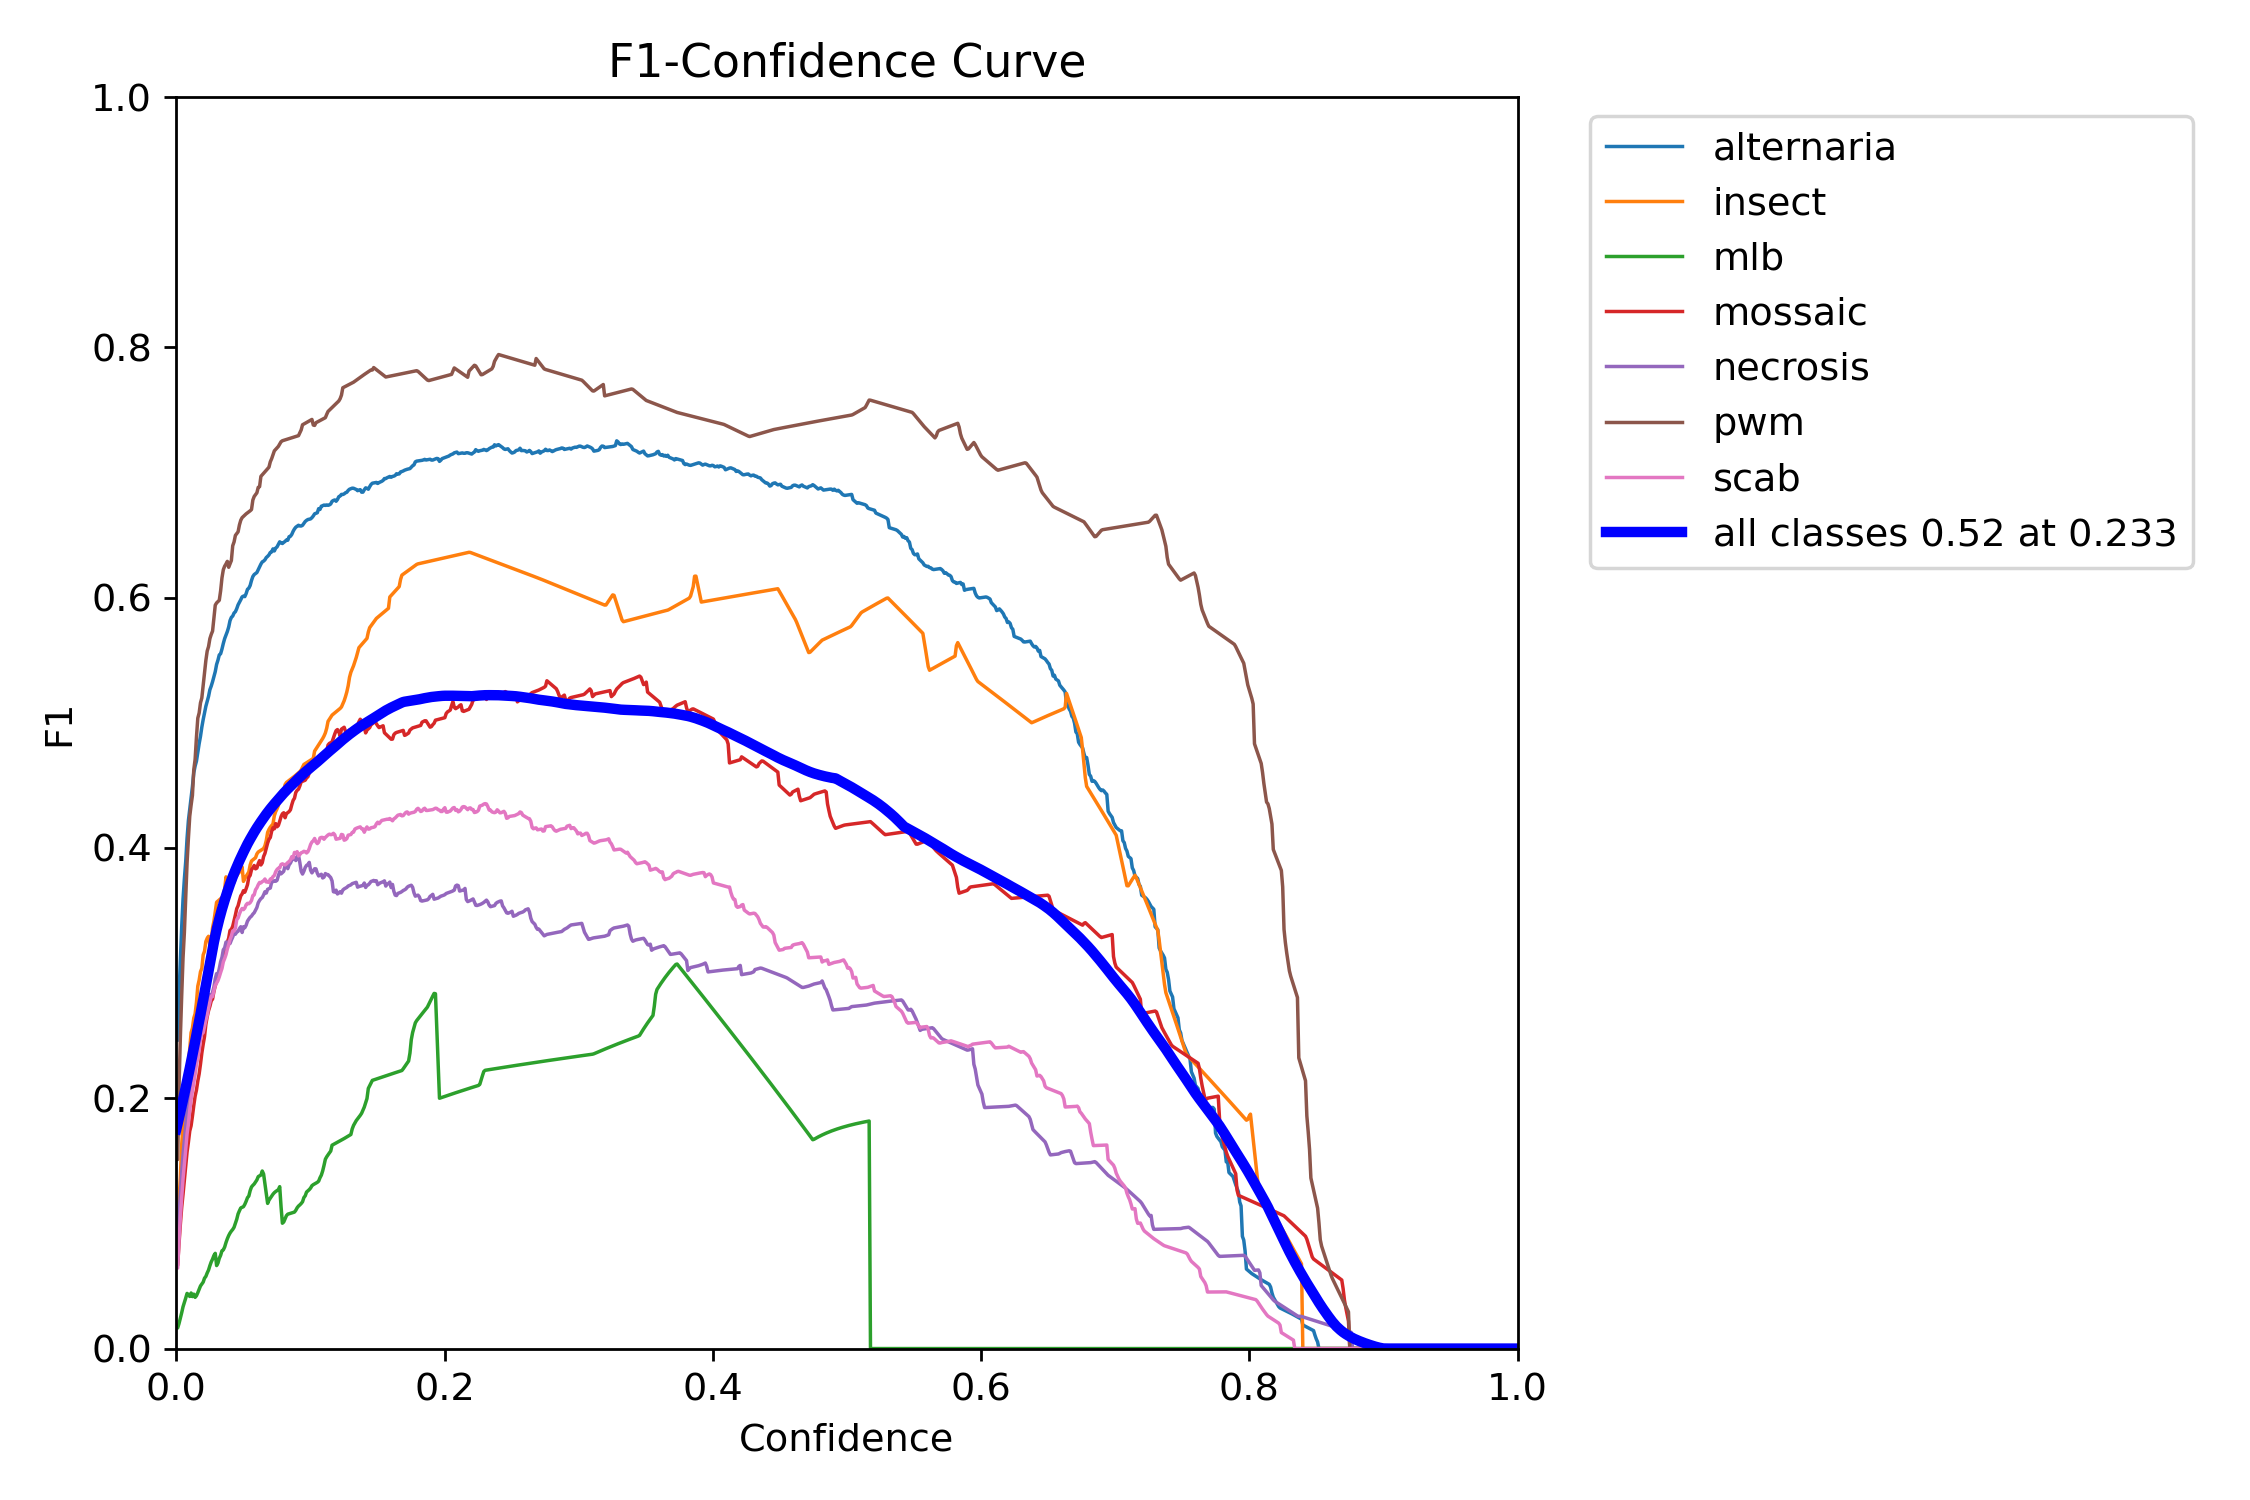 F1-Confidence Curve
1.0
0.8
0.6
0.4
0.2
0.0
F1
0.0 0.2 0.4 0.6 0.8 1.0
Confidence
alternaria
insect
mlb
mossaic
necrosis
pwm
scab
all classes 0.52 at 0.233